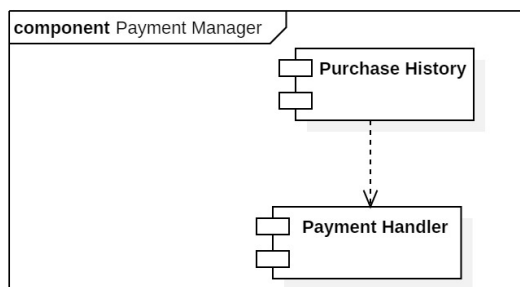 component Payment Manager
Purchase History
Payment Handler